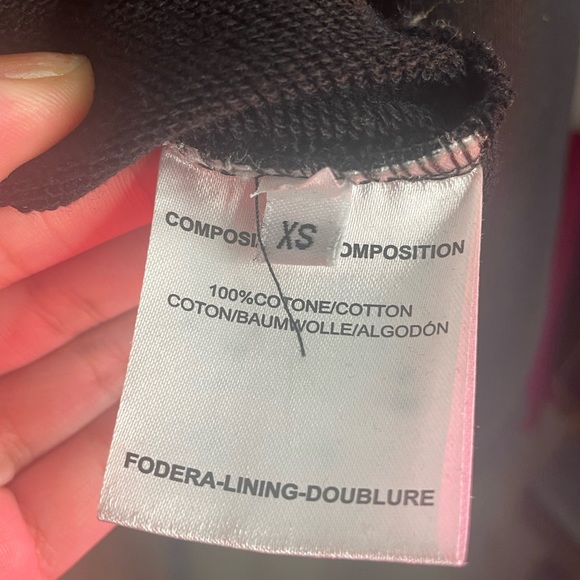 XS
COMPOSI OMPOSITION
100%COTONE/COTTON
COTON/BAUMWOLLE/ALGODÓN
FODERA-LINING-DOUBLURE